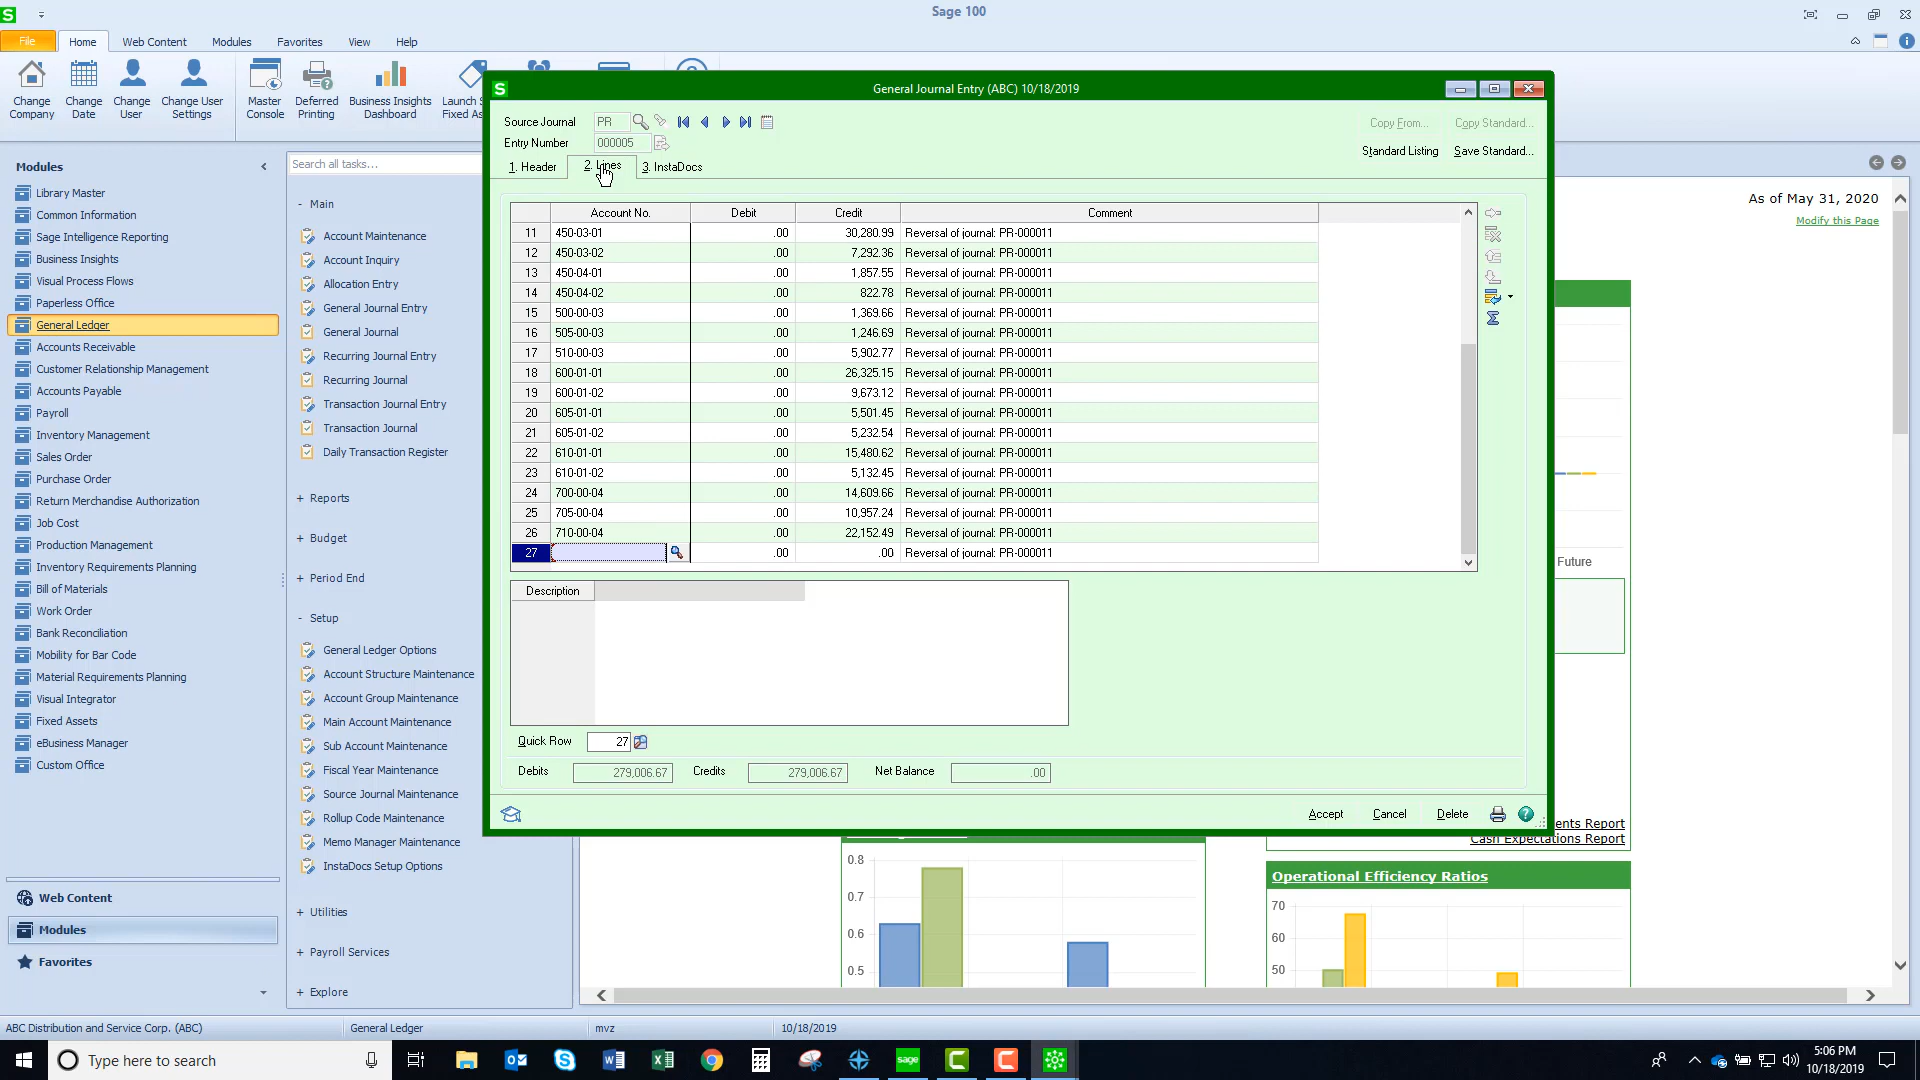 Sage 100
File Home Web Content Modules Favorites View Help
Change Company
Change Date
Change User
Change User Settings
Master Console
Deferred Printing
Business Insights Dashboard
Launch S
Fixed As
Modules
Library Master
Common Information
Sage Intelligence Reporting
Business Insights
Visual Process Flows
Paperless Office
General Ledger
Accounts Receivable
Customer Relationship Management
Accounts Payable
Payroll
Inventory Management
Sales Order
Purchase Order
Return Merchandise Authorization
Job Cost
Production Management
Inventory Requirements Planning
Bill of Materials
Work Order
Bank Reconciliation
Mobility for Bar Code
Material Requirements Planning
Visual Integrator
Fixed Assets
eBusiness Manager
Custom Office
Web Content
Modules
Favorites
Search all tasks...
- Main
Account Maintenance
Account Inquiry
Allocation Entry
General Journal Entry
General Journal
Recurring Journal Entry
Recurring Journal
Transaction Journal Entry
Transaction Journal
Daily Transaction Register
+ Reports
+ Budget
+ Period End
- Setup
General Ledger Options
Account Structure Maintenance
Account Group Maintenance
Main Account Maintenance
Sub Account Maintenance
Fiscal Year Maintenance
Source Journal Maintenance
Rollup Code Maintenance
Memo Manager Maintenance
InstaDocs Setup Options
+ Utilities
+ Payroll Services
+ Explore
General Journal Entry (ABC) 10/18/2019
Source Journal PR
Entry Number 000005
Copy From... Copy Standard...
Standard Listing Save Standard...
1. Header 2. Lines 3. InstaDocs
Account No. Debit Credit Comment
11 450-03-01 .00 30,280.99 Reversal of journal: PR-000011
12 450-03-02 .00 7,292.36 Reversal of journal: PR-000011
13 450-04-01 .00 1,857.55 Reversal of journal: PR-000011
14 450-04-02 .00 822.78 Reversal of journal: PR-000011
15 500-00-03 .00 1,369.66 Reversal of journal: PR-000011
16 505-00-03 .00 1,246.69 Reversal of journal: PR-000011
17 510-00-03 .00 5,902.77 Reversal of journal: PR-000011
18 600-01-01 .00 26,325.15 Reversal of journal: PR-000011
19 600-01-02 .00 9,673.12 Reversal of journal: PR-000011
20 605-01-01 .00 5,501.45 Reversal of journal: PR-000011
21 605-01-02 .00 5,232.54 Reversal of journal: PR-000011
22 610-01-01 .00 15,480.62 Reversal of journal: PR-000011
23 610-01-02 .00 5,132.45 Reversal of journal: PR-000011
24 700-00-04 .00 14,609.66 Reversal of journal: PR-000011
25 705-00-04 .00 10,957.24 Reversal of journal: PR-000011
26 710-00-04 .00 22,152.49 Reversal of journal: PR-000011
27 .00 .00 Reversal of journal: PR-000011
Description
Quick Row 27
Debits 279,006.67 Credits 279,006.67 Net Balance .00
Accept Cancel Delete
As of May 31, 2020
Modify this Page
Future
ents Report
Cash Expectations Report
0.8
0.7
0.6
0.5
Operational Efficiency Ratios
70
60
50
ABC Distribution and Service Corp. (ABC) General Ledger mvz 10/18/2019
Type here to search
sage
5:06 PM
10/18/2019